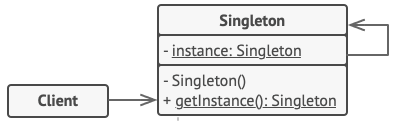 Singleton
- instance: Singleton
- Singleton()
+ getInstance(): Singleton
Client